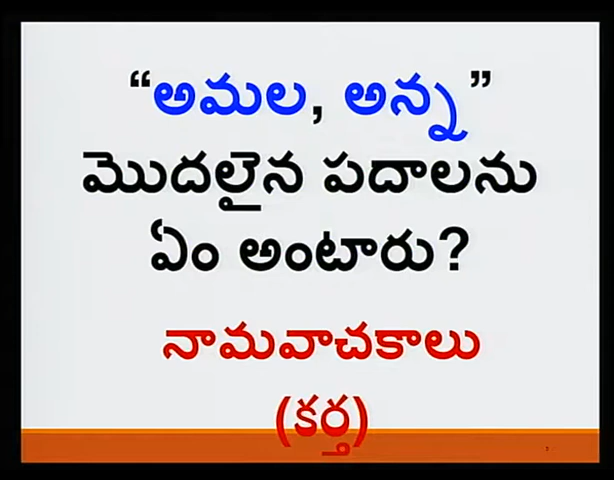 “అమల, అన్న”
మొదలైన పదాలను
ఏం అంటారు?
నామవాచకాలు
(కర్త)